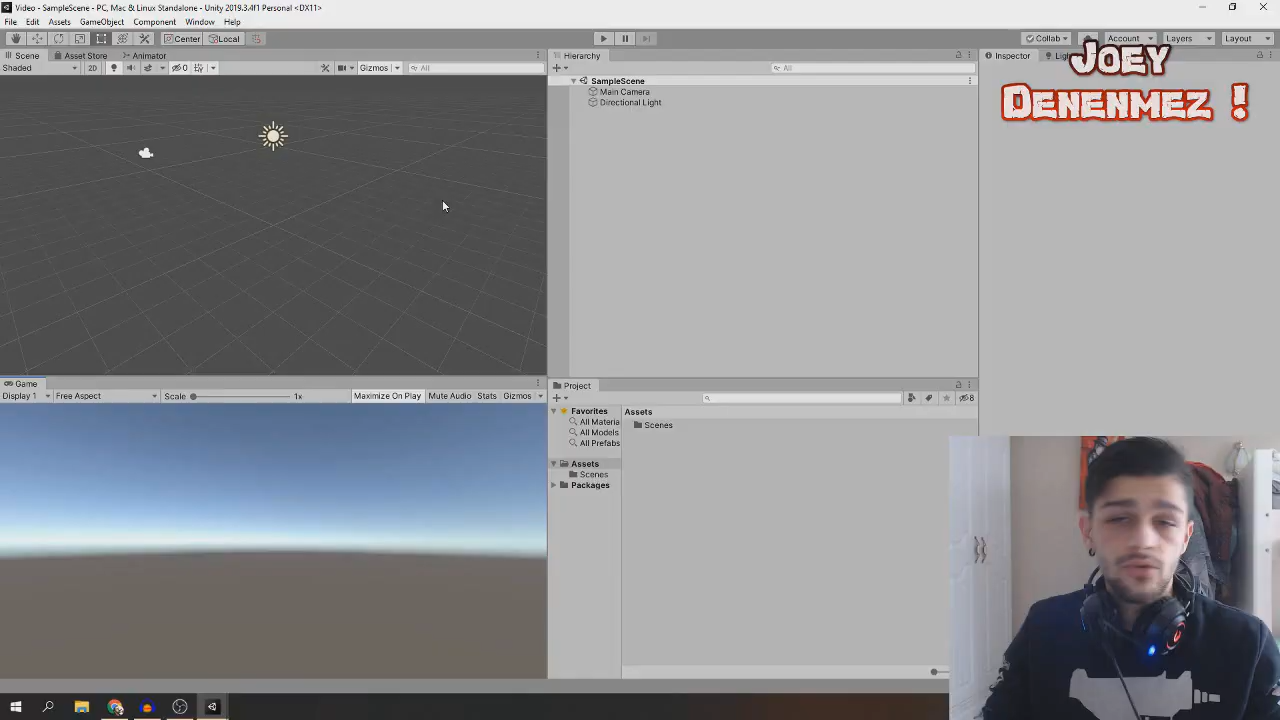 Video - SampleScene - PC, Mac & Linux Standalone - Unity 2019.3.4f1 Personal <DX11>
File Edit Assets GameObject Component Window Help
Center Local
Collab Account Layers Layout
Scene Asset Store Animator
Shaded 2D 0 Gizmos All
Hierarchy
All
SampleScene
Main Camera
Directional Light
Inspector
JOEY
DENENMEZ !
Game
Display 1 Free Aspect Scale 1x Maximize On Play Mute Audio Stats Gizmos
Project
8
Favorites
All Materia
All Models
All Prefabs
Assets
Scenes
Packages
Assets
Scenes